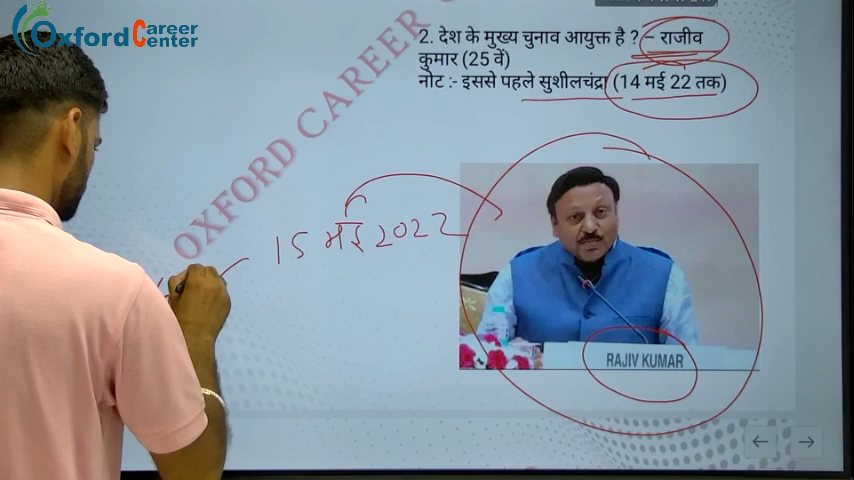 Oxford Career Center
2. देश के मुख्य चुनाव आयुक्त है ? – राजीव
कुमार (25 वें)
नोट :- इससे पहले सुशीलचंद्रा (14 मई 22 तक)
OXFORD CAREER C
15 मई 2022
RAJIV KUMAR